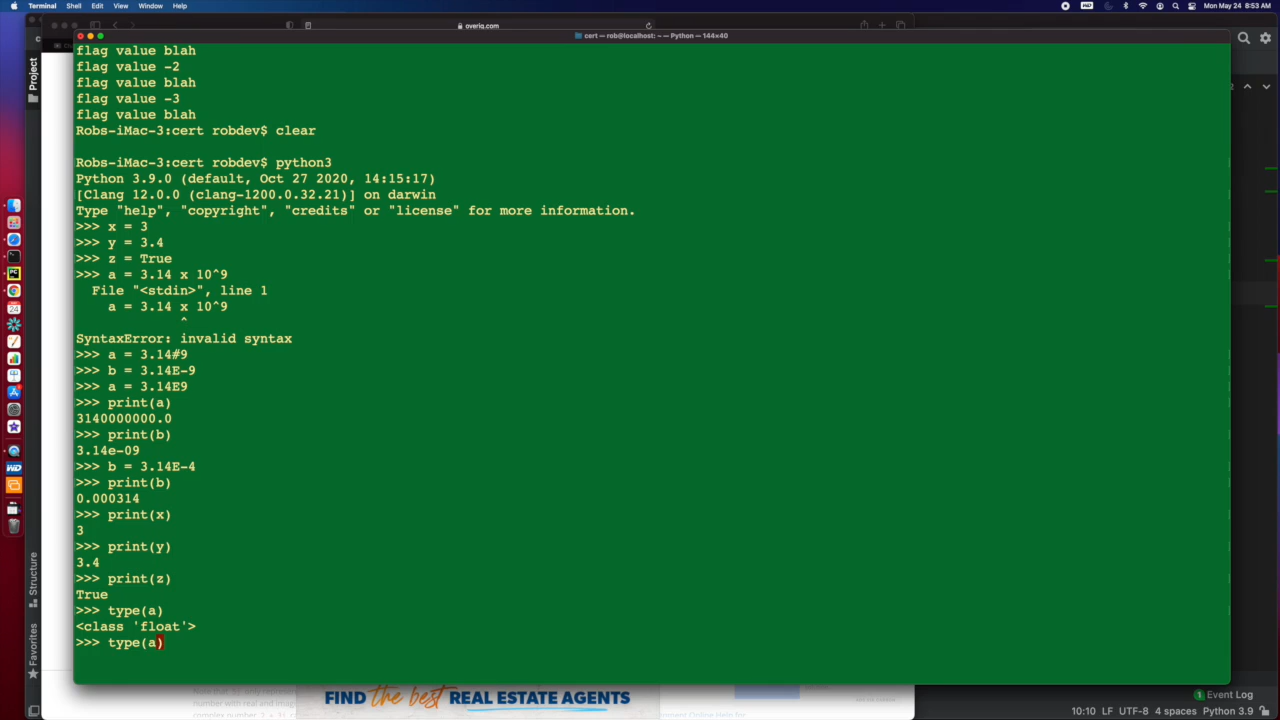 Terminal Shell Edit View Window Help
Mon May 24 8:53 AM
overiq.com
cert — rob@localhost: ~ — Python — 144×40
flag value blah
flag value -2
flag value blah
flag value -3
flag value blah
Robs-iMac-3:cert robdev$ clear
Robs-iMac-3:cert robdev$ python3
Python 3.9.0 (default, Oct 27 2020, 14:15:17)
[Clang 12.0.0 (clang-1200.0.32.21)] on darwin
Type "help", "copyright", "credits" or "license" for more information.
>>> x = 3
>>> y = 3.4
>>> z = True
>>> a = 3.14 x 10^9
File "<stdin>", line 1
a = 3.14 x 10^9
^
SyntaxError: invalid syntax
>>> a = 3.14#9
>>> b = 3.14E-9
>>> a = 3.14E9
>>> print(a)
3140000000.0
>>> print(b)
3.14e-09
>>> b = 3.14E-4
>>> print(b)
0.000314
>>> print(x)
3
>>> print(y)
3.4
>>> print(z)
True
>>> type(a)
<class 'float'>
>>> type(a)
Project
Structure
Favorites
FIND the best REAL ESTATE AGENTS
1 Event Log
10:10 LF UTF-8 4 spaces Python 3.9